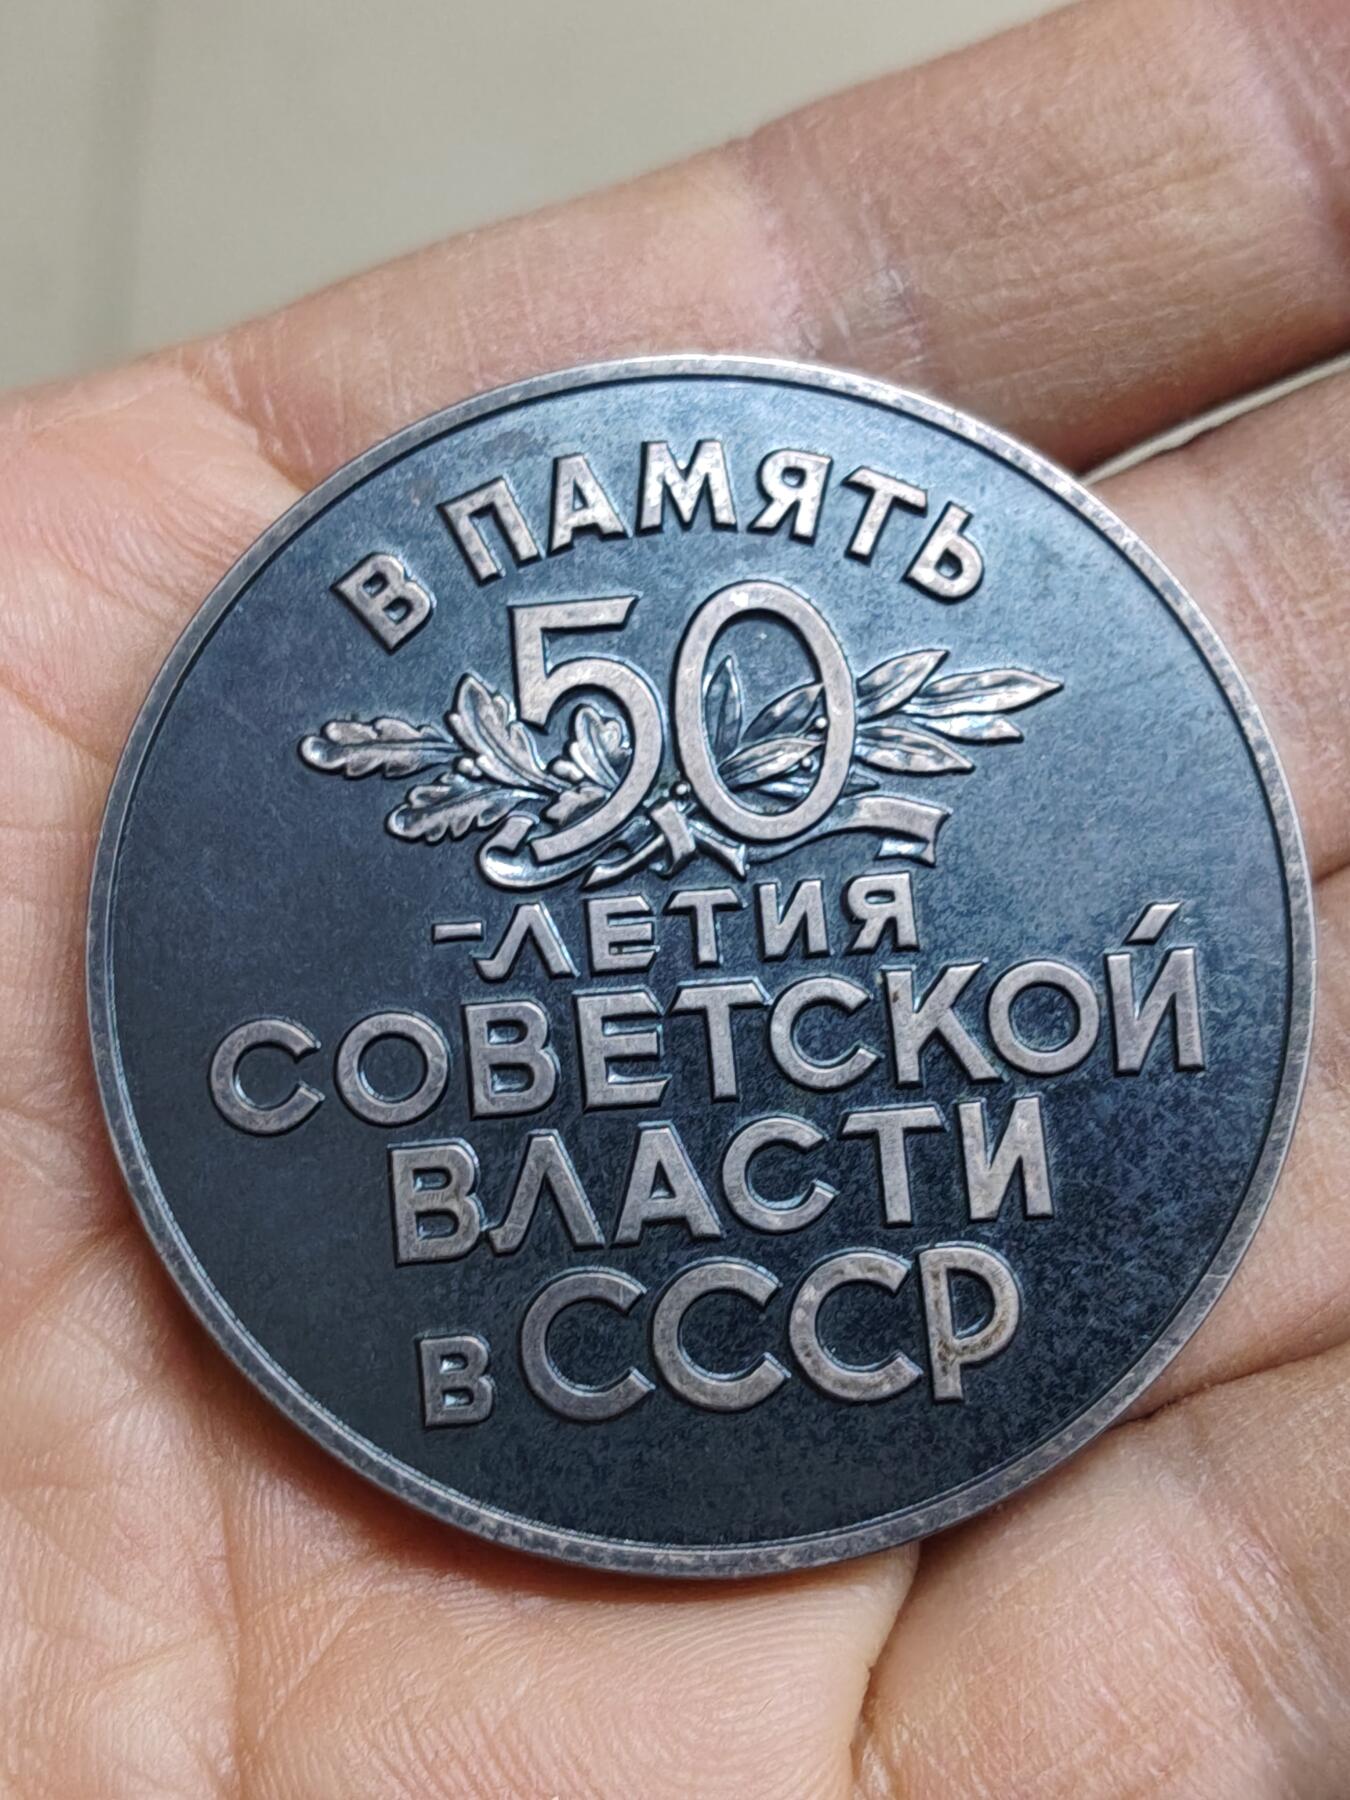 В ПАМЯТЬ
50
-ЛЕТИЯ
СОВЕТСКОЙ
ВЛАСТИ
В СССР